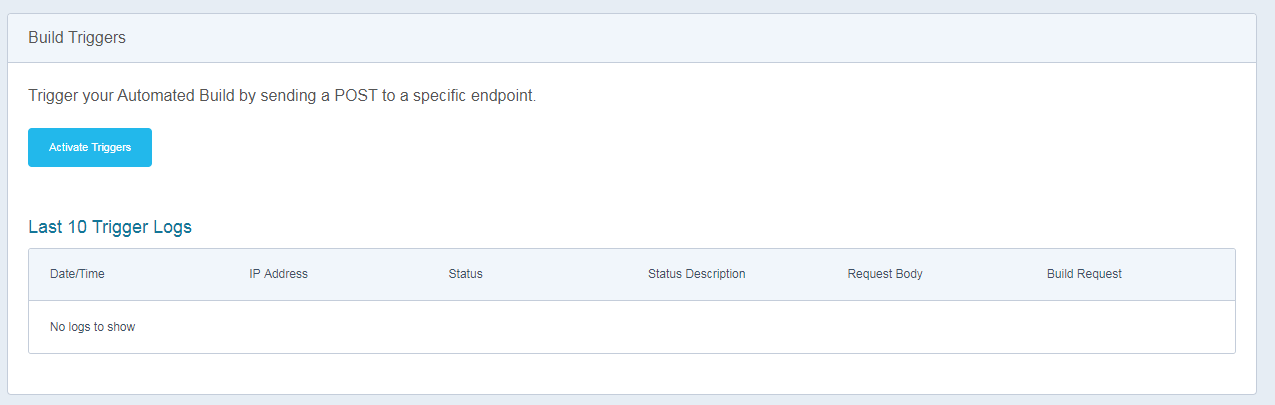 Build Triggers
Trigger your Automated Build by sending a POST to a specific endpoint.
Activate Triggers
Last 10 Trigger Logs
Date/Time IP Address Status Status Description Request Body Build Request
No logs to show